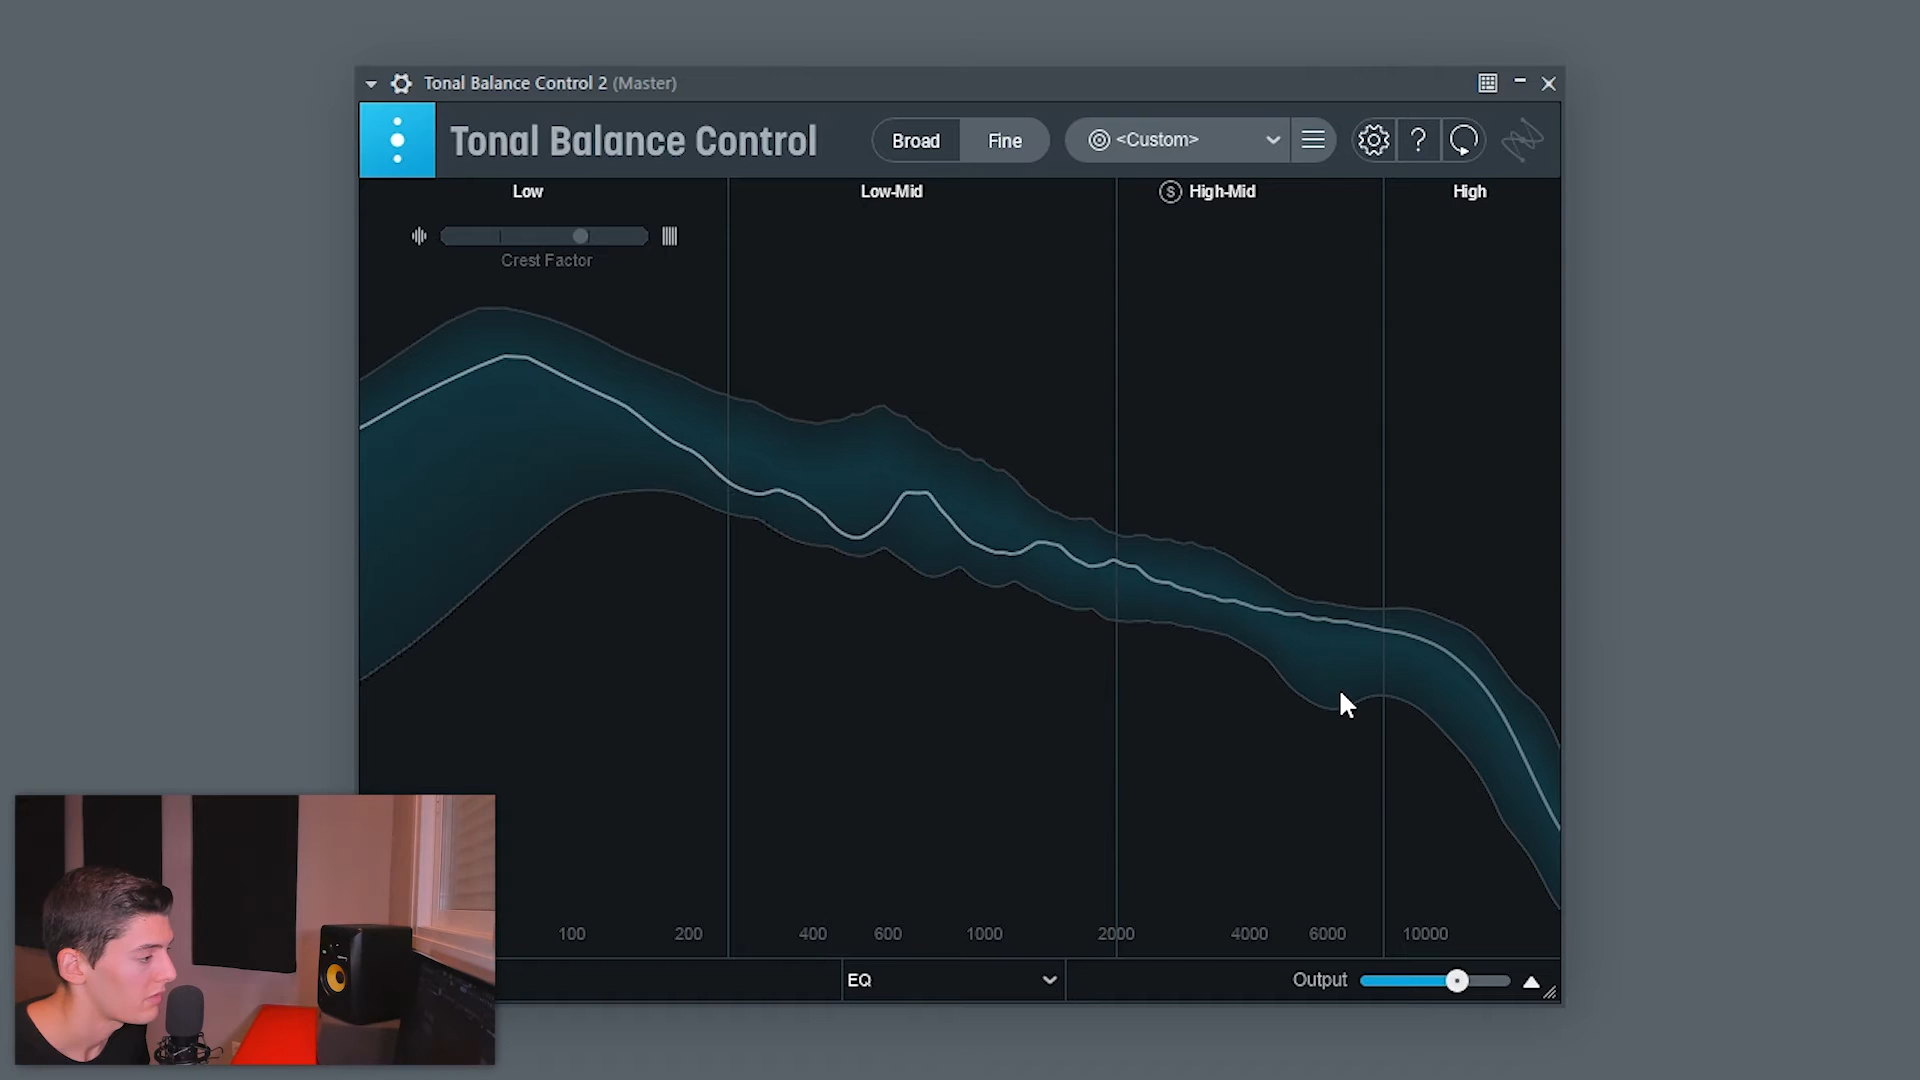 Tonal Balance Control 2 (Master)
Tonal Balance Control
Broad
Fine
<Custom>
?
Low
Low-Mid
S High-Mid
High
Crest Factor
100
200
400
600
1000
2000
4000
6000
10000
EQ
Output